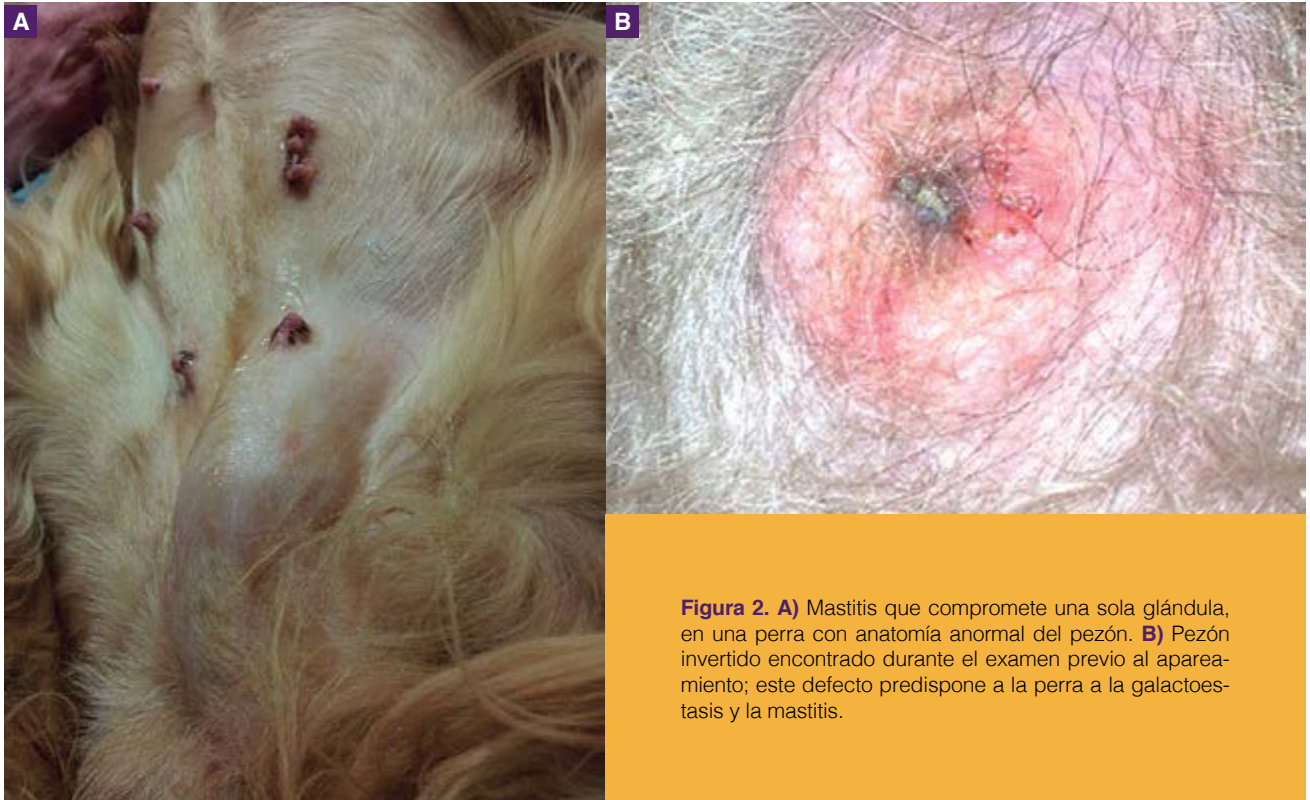 A
B
Figura 2. A) Mastitis que compromete una sola glándula,
en una perra con anatomía anormal del pezón. B) Pezón
invertido encontrado durante el examen previo al aparea-
miento; este defecto predispone a la perra a la galactoes-
tasis y la mastitis.